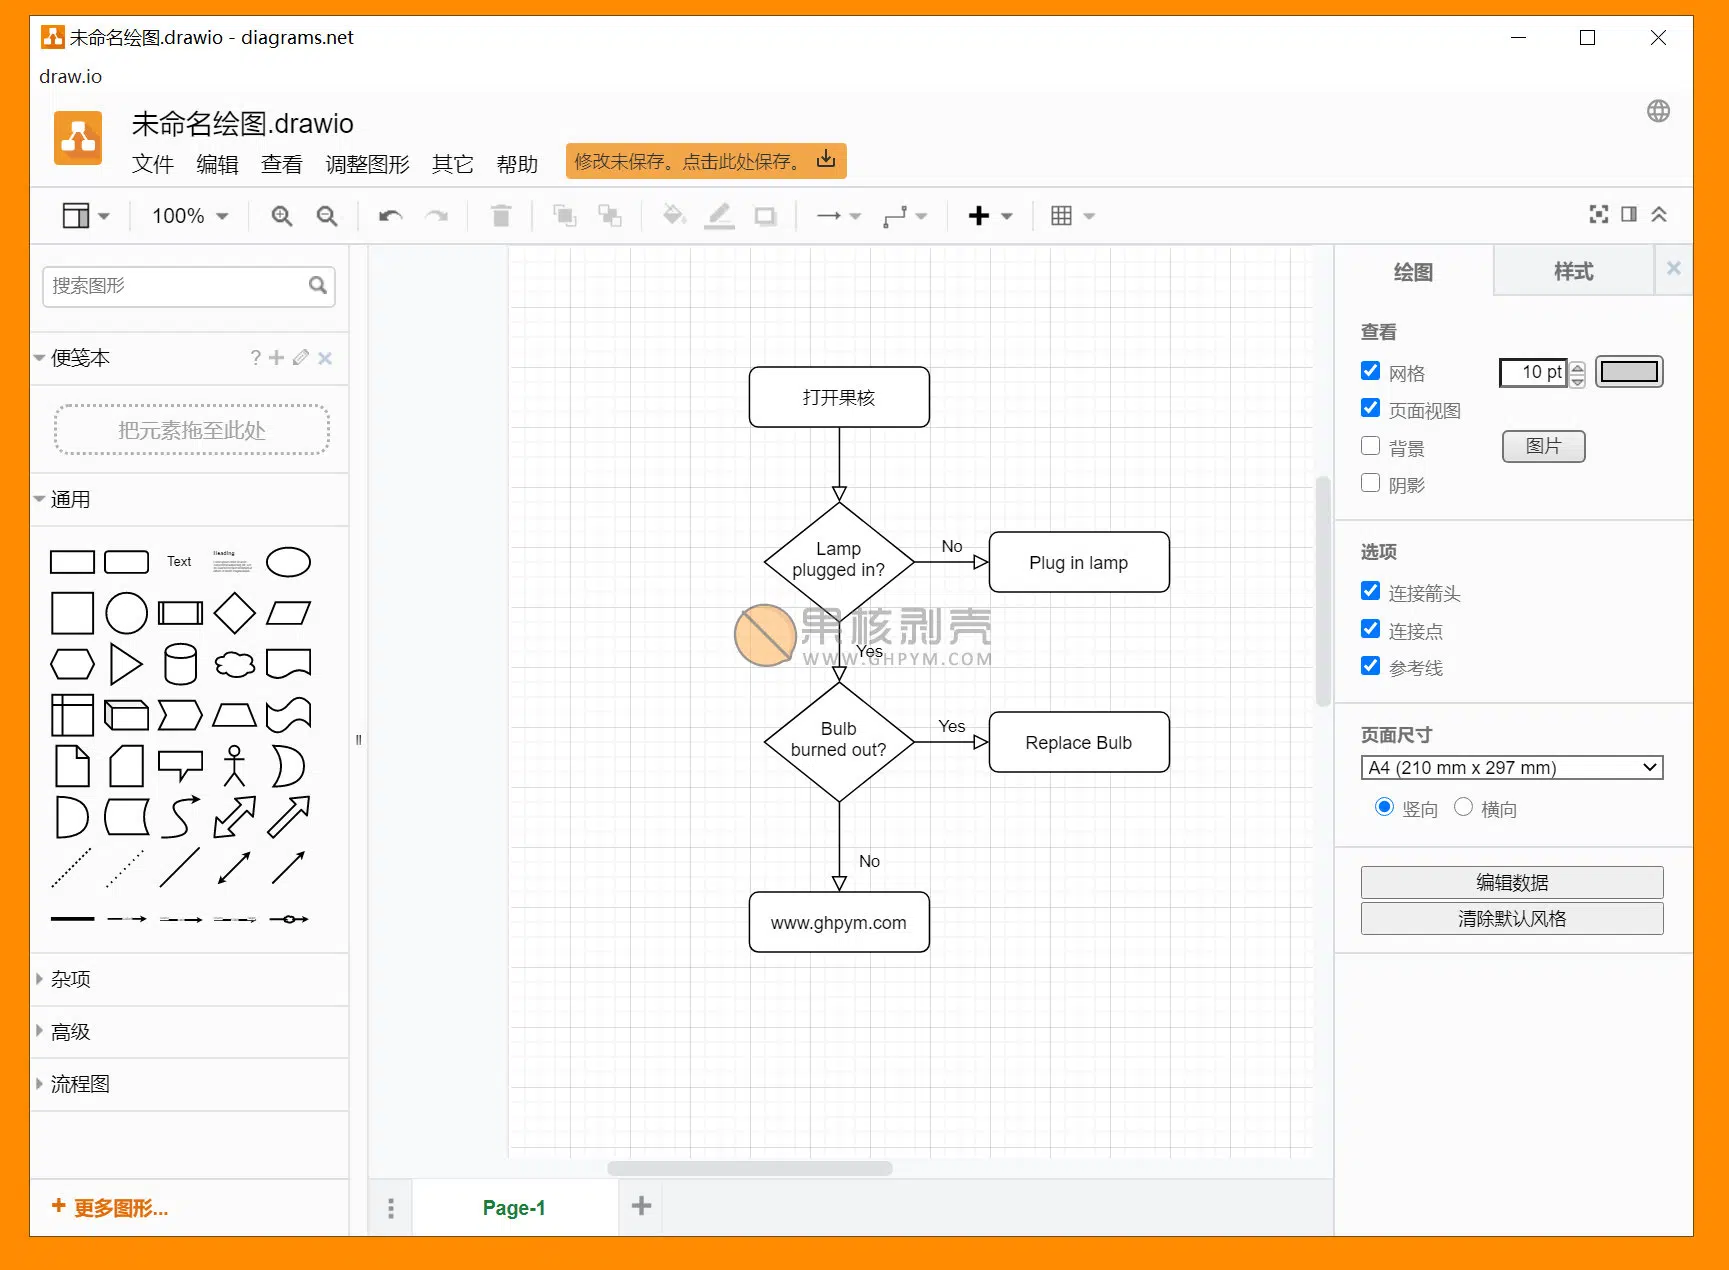 未命名绘图.drawio - diagrams.net
draw.io
未命名绘图.drawio
文件 编辑 查看 调整图形 其它 帮助
修改未保存。点击此处保存。
100%
搜索图形
便笺本
?
把元素拖至此处
通用
Text
Heading
杂项
高级
流程图
+ 更多图形...
打开果核
Lamp
plugged in?
No
Plug in lamp
果核剥壳
WWW.GHPYM.COM
Yes
Bulb
burned out?
Yes
Replace Bulb
No
www.ghpym.com
Page-1
绘图
样式
查看
网格
10 pt
页面视图
背景
图片
阴影
选项
连接箭头
连接点
参考线
页面尺寸
A4 (210 mm x 297 mm)
竖向 横向
编辑数据
清除默认风格